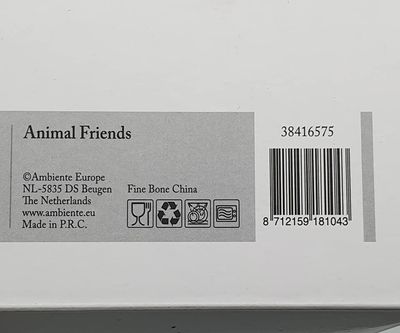 Animal Friends
38416575
©Ambiente Europe
NL-5835 DS Beugen
The Netherlands
www.ambiente.eu
Made in P.R.C.
Fine Bone China
8 712159 181043